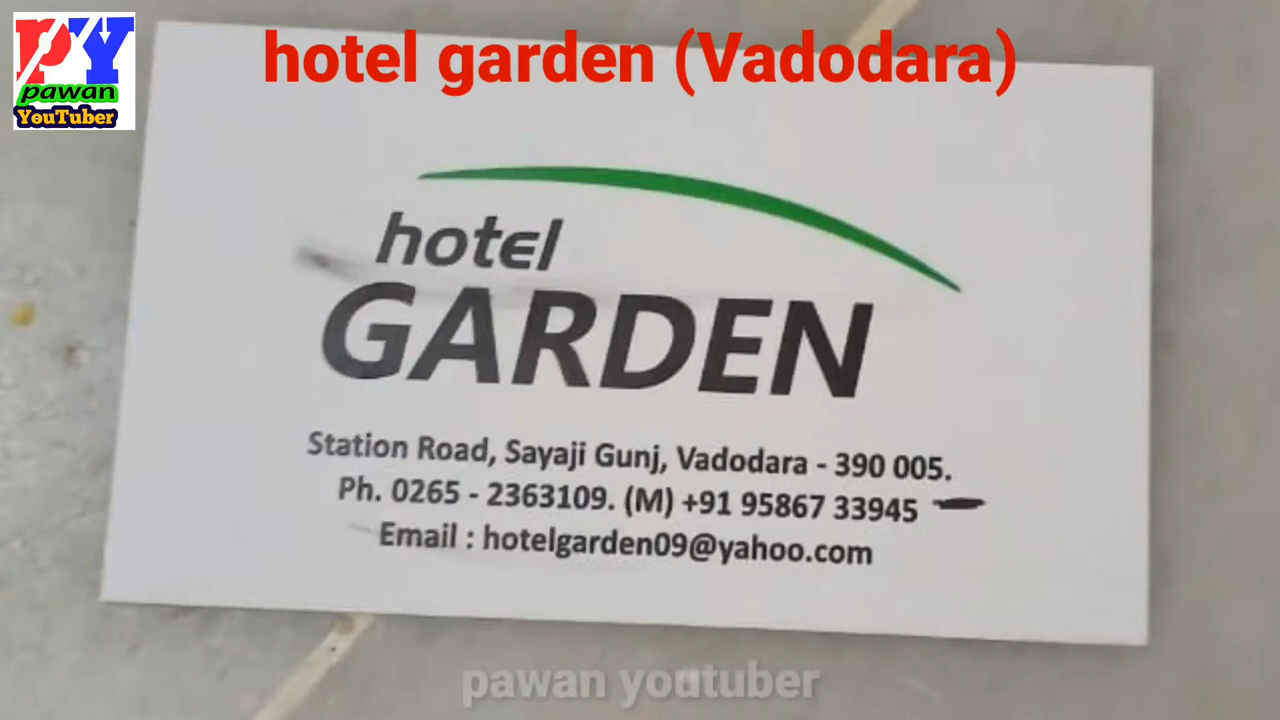 PY
pawan
YouTuber
hotel garden (Vadodara)
hotel
GARDEN
Station Road, Sayaji Gunj, Vadodara - 390 005.
Ph. 0265 - 2363109. (M) +91 95867 33945
Email : hotelgarden09@yahoo.com
pawan youtuber